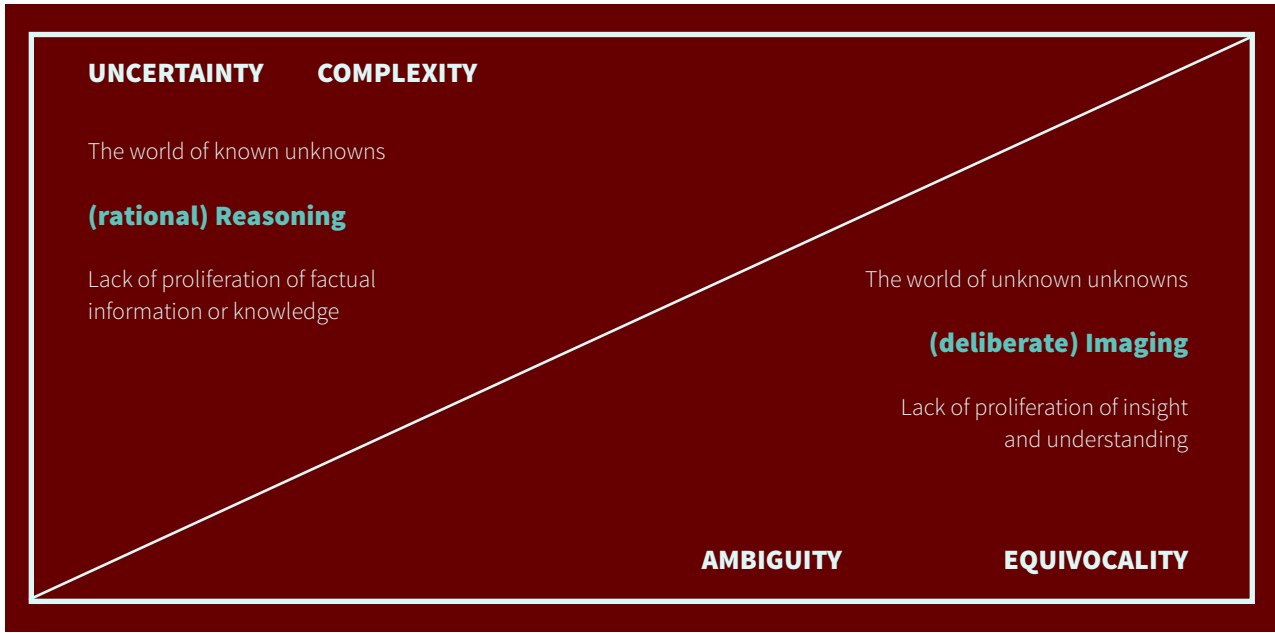 UNCERTAINTY COMPLEXITY
The world of known unknowns
(rational) Reasoning
Lack of proliferation of factual
information or knowledge
The world of unknown unknowns
(deliberate) Imaging
Lack of proliferation of insight
and understanding
AMBIGUITY EQUIVOCALITY